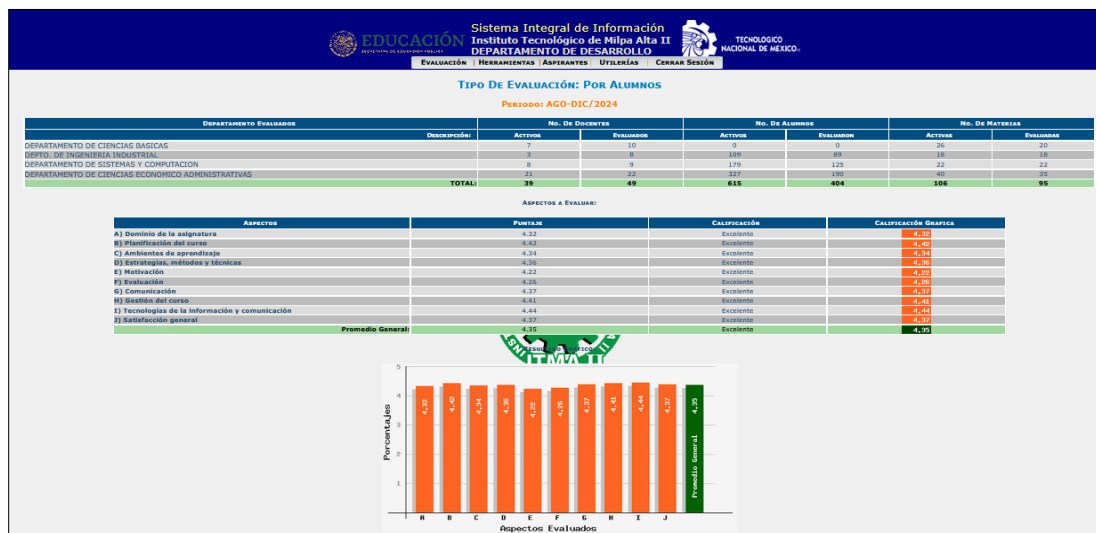 Sistema Integral de Información
EDUCACIÓN Instituto Tecnológico de Milpa Alta II TECNOLÓGICO
SECRETARÍA DE EDUCACIÓN PÚBLICA DEPARTAMENTO DE DESARROLLO NACIONAL DE MÉXICO®
EVALUACIÓN | HERRAMIENTAS | ASPIRANTES | UTILERÍAS | CERRAR SESIÓN
TIPO DE EVALUACIÓN: POR ALUMNOS
PERIODO: AGO-DIC/2024
DEPARTAMENTO EVALUADOS NO. DE DOCENTES NO. DE ALUMNOS NO. DE MATERIAS
DESCRIPCIÓN: ACTIVOS EVALUADOS ACTIVOS EVALUARON ACTIVAS EVALUADAS
DEPARTAMENTO DE CIENCIAS BASICAS 7 10 0 0 26 20
DEPTO. DE INGENIERIA INDUSTRIAL 3 8 109 89 18 18
DEPARTAMENTO DE SISTEMAS Y COMPUTACION 8 9 179 125 22 22
DEPARTAMENTO DE CIENCIAS ECONOMICO ADMINISTRATIVAS 21 22 327 190 40 35
TOTAL: 39 49 615 404 106 95
ASPECTOS A EVALUAR:
ASPECTOS PUNTAJE CALIFICACIÓN CALIFICACIÓN GRAFICA
A) Dominio de la asignatura 4.32 Excelente 4.32
B) Planificación del curso 4.42 Excelente 4.42
C) Ambientes de aprendizaje 4.34 Excelente 4.34
D) Estrategias, métodos y técnicas 4.36 Excelente 4.36
E) Motivación 4.22 Excelente 4.22
F) Evaluación 4.26 Excelente 4.26
G) Comunicación 4.37 Excelente 4.37
H) Gestión del curso 4.41 Excelente 4.41
I) Tecnologias de la información y comunicación 4.44 Excelente 4.44
J) Satisfacción general 4.37 Excelente 4.37
Promedio General: 4.35 Excelente 4.35
RESULTADO GRAFICO:
ITMA II
5
4
3
2
1
Porcentajes
4.32 4.42 4.34 4.36 4.22 4.26 4.37 4.41 4.44 4.37 4.35
Promedio General
A B C D E F G H I J
Aspectos Evaluados